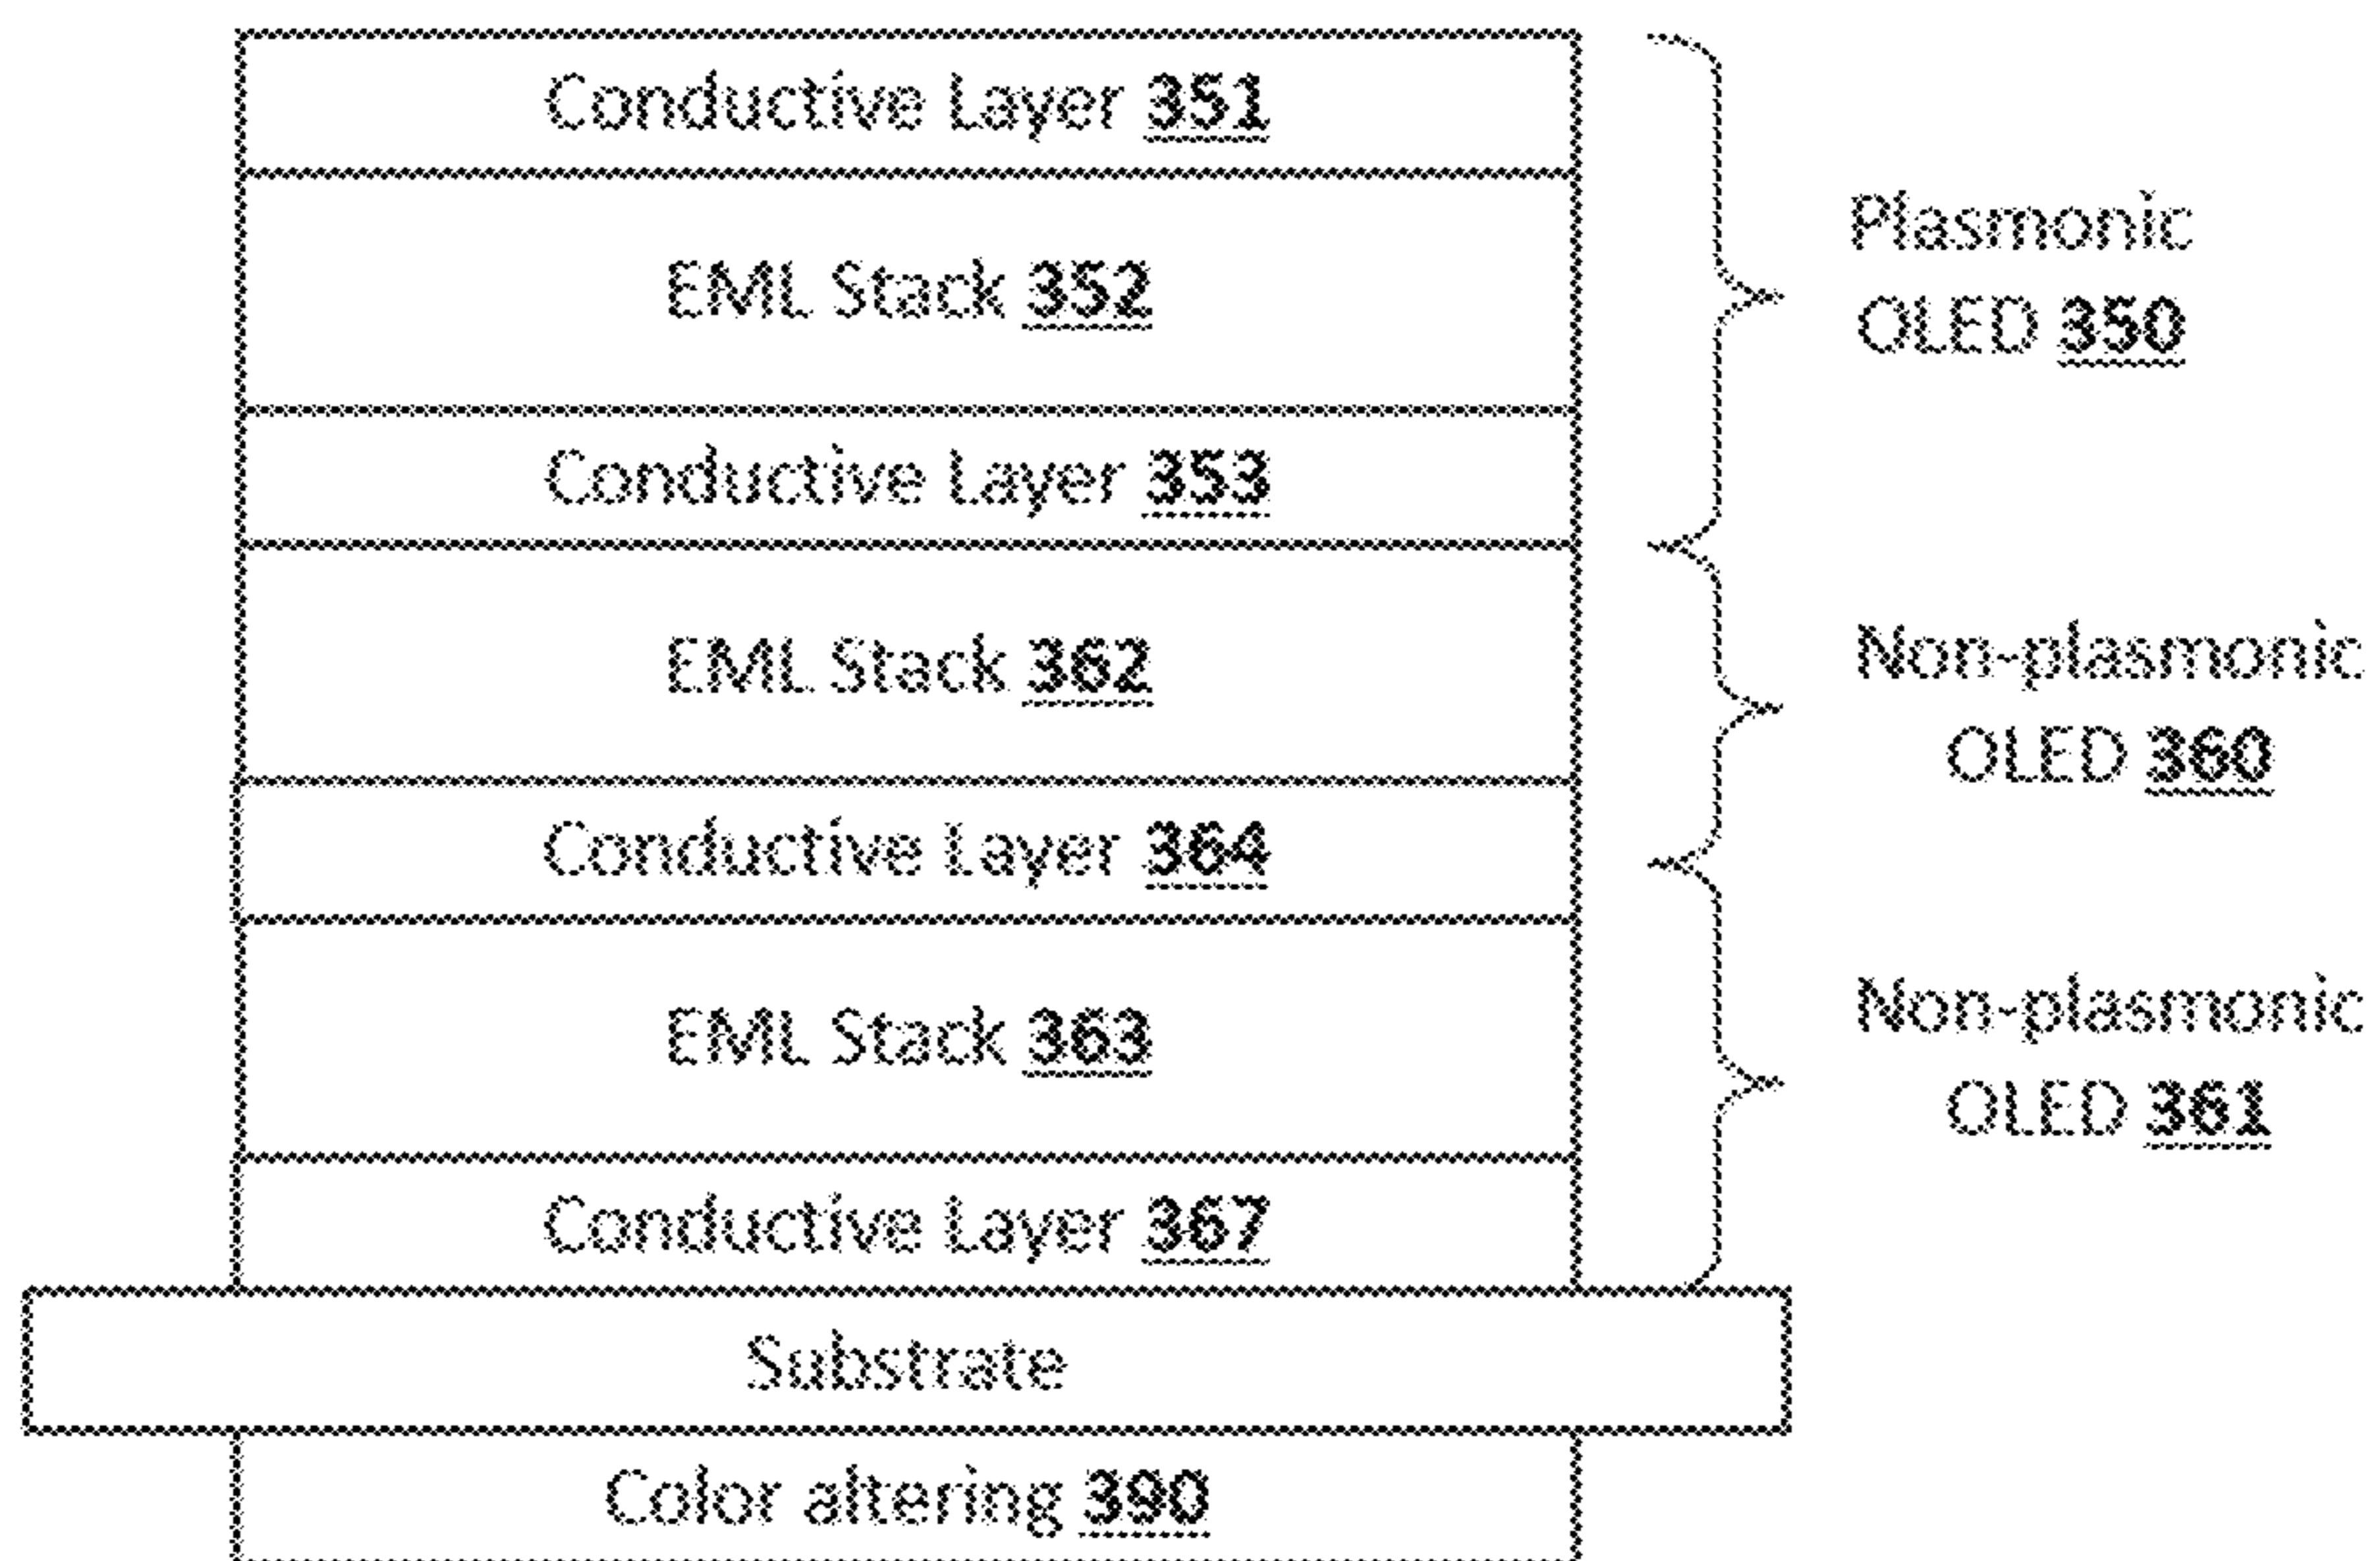 Conductive Layer 351
EML Stack 352
Conductive Layer 353
EML Stack 362
Conductive Layer 364
EML Stack 363
Conductive Layer 367
Substrate
Color altering 390
Plasmonic
OLED 350
Non-plasmonic
OLED 360
Non-plasmonic
OLED 361